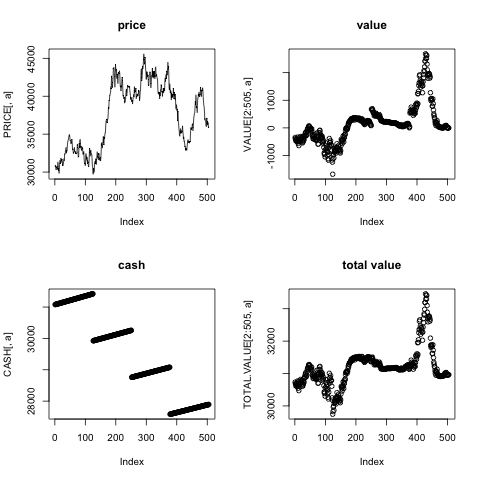 price
PRICE[, a]
30000 35000 40000 45000
0 100 200 300 400 500
Index
value
VALUE[2:505, a]
-1000 0 1000
0 100 200 300 400 500
Index
cash
CASH[, a]
28000 30000
0 100 200 300 400 500
Index
total value
TOTAL.VALUE[2:505, a]
30000 32000
0 100 200 300 400 500
Index